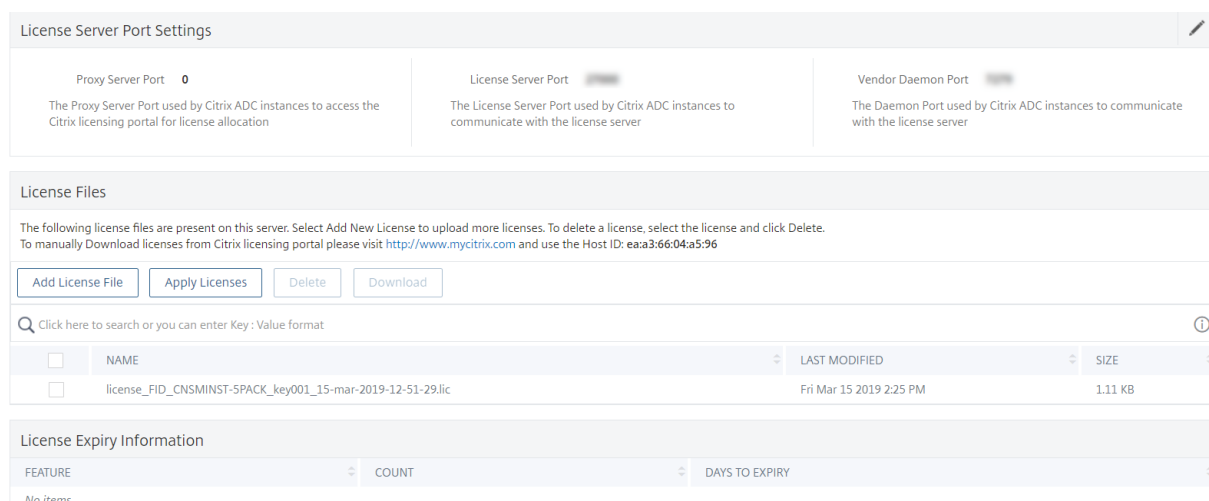 License Server Port Settings
Proxy Server Port 0
The Proxy Server Port used by Citrix ADC instances to access the
Citrix licensing portal for license allocation
License Server Port
The License Server Port used by Citrix ADC instances to
communicate with the license server
Vendor Daemon Port
The Daemon Port used by Citrix ADC instances to communicate
with the license server
License Files
The following license files are present on this server. Select Add New License to upload more licenses. To delete a license, select the license and click Delete.
To manually Download licenses from Citrix licensing portal please visit http://www.mycitrix.com and use the Host ID: ea:a3:66:04:a5:96
Add License File Apply Licenses Delete Download
Click here to search or you can enter Key : Value format
NAME LAST MODIFIED SIZE
license_FID_CNSMINST-5PACK_key001_15-mar-2019-12-51-29.lic Fri Mar 15 2019 2:25 PM 1.11 KB
License Expiry Information
FEATURE COUNT DAYS TO EXPIRY
No items